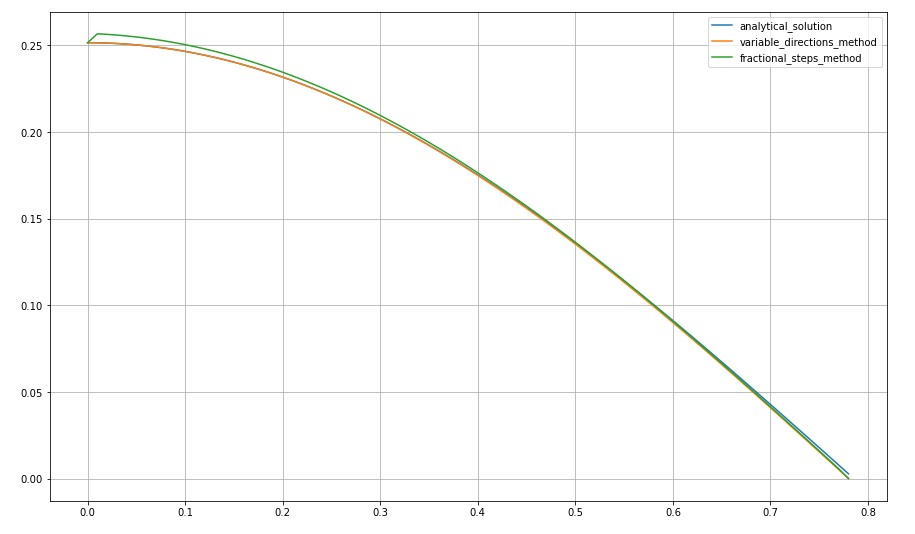 analytical_solution
variable_directions_method
fractional_steps_method
0.25
0.20
0.15
0.10
0.05
0.00
0.0 0.1 0.2 0.3 0.4 0.5 0.6 0.7 0.8